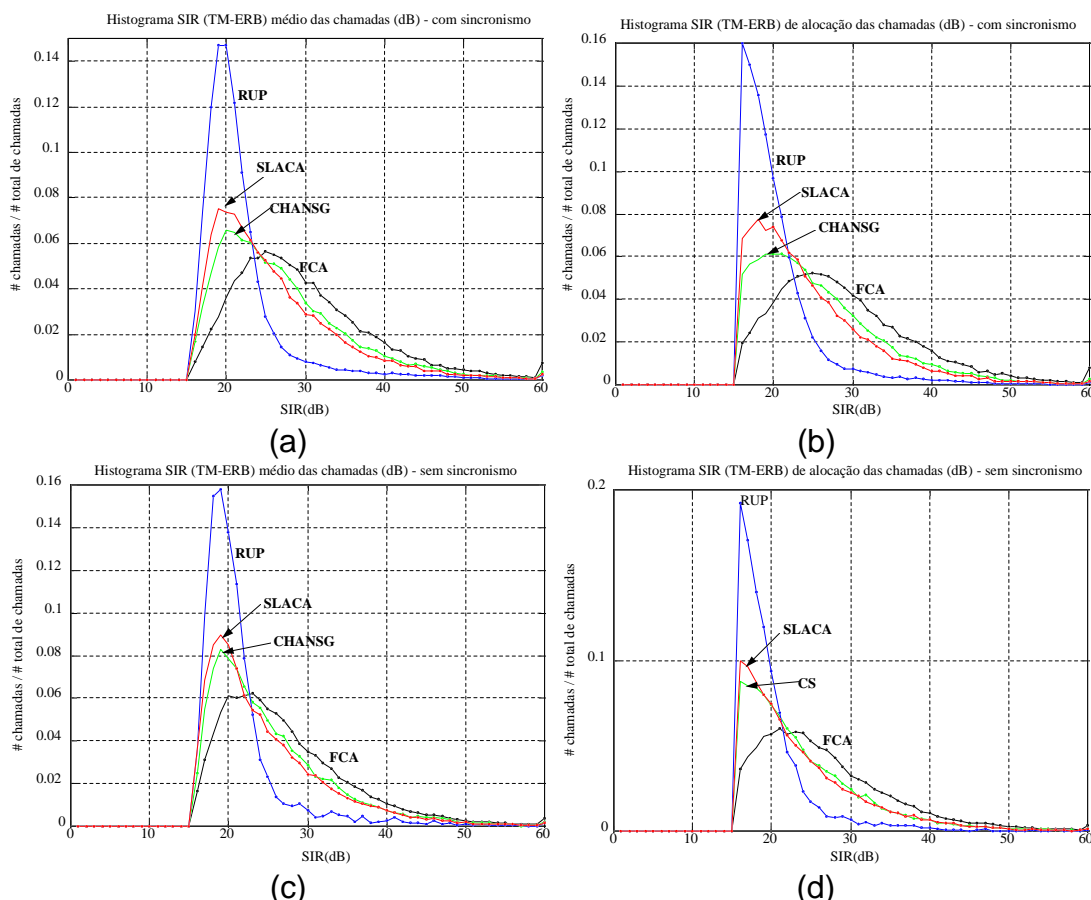 Histograma SIR (TM-ERB) médio das chamadas (dB) - com sincronismo
# chamadas / # total de chamadas
0.14
0.12
0.1
0.08
0.06
0.04
0.02
0
RUP
SLACA
CHANSG
FCA
0 10 20 30 40 50 60
SIR(dB)
(a)
Histograma SIR (TM-ERB) de alocação das chamadas (dB) - com sincronismo
# chamadas / # total de chamadas
0.16
0.14
0.12
0.1
0.08
0.06
0.04
0.02
0
RUP
SLACA
CHANSG
FCA
0 10 20 30 40 50 60
SIR(dB)
(b)
Histograma SIR (TM-ERB) médio das chamadas (dB) - sem sincronismo
# chamadas / # total de chamadas
0.16
0.14
0.12
0.1
0.08
0.06
0.04
0.02
0
RUP
SLACA
CHANSG
FCA
0 10 20 30 40 50 60
SIR(dB)
(c)
Histograma SIR (TM-ERB) de alocação das chamadas (dB) - sem sincronismo
# chamadas / # total de chamadas
0.2
0.1
0
RUP
SLACA
CS
FCA
0 10 20 30 40 50 60
SIR(dB)
(d)